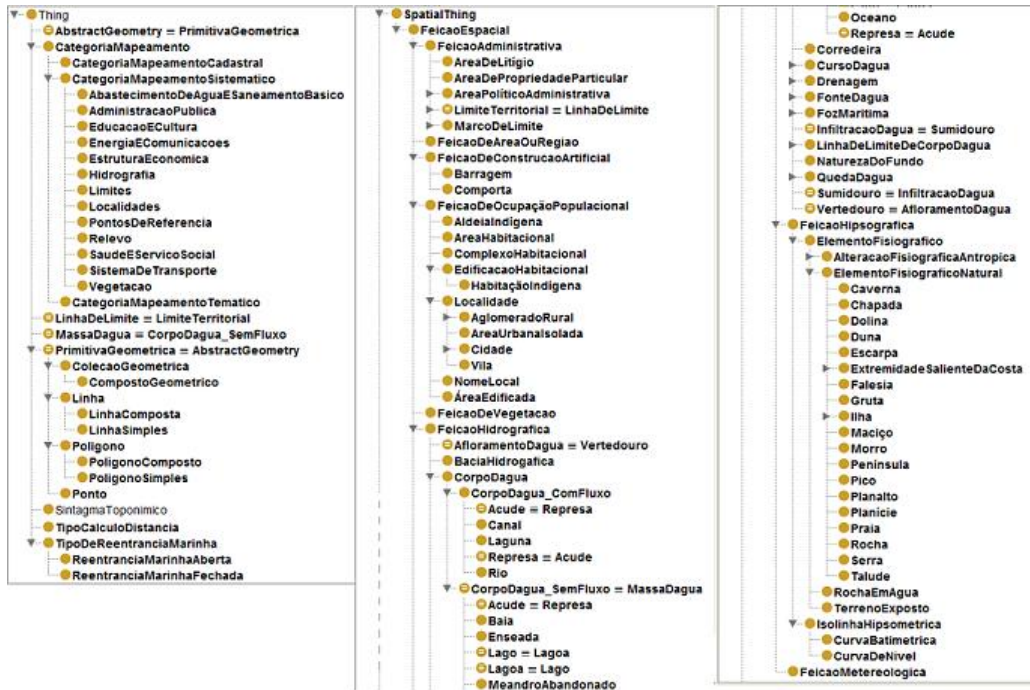 Thing
AbstractGeometry ≡ PrimitivaGeometrica
CategoriaMapeamento
CategoriaMapeamentoCadastral
CategoriaMapeamentoSistematico
AbastecimentoDeAguaESaneamentoBasico
AdministracaoPublica
EducacaoECultura
EnergiaEComunicacoes
EstruturaEconomica
Hidrografia
Limites
Localidades
PontosDeReferencia
Relevo
SaudeEServicoSocial
SistemaDeTransporte
Vegetacao
CategoriaMapeamentoTematico
LinhaDeLimite ≡ LimiteTerritorial
MassaDagua ≡ CorpoDagua_SemFluxo
PrimitivaGeometrica ≡ AbstractGeometry
ColecaoGeometrica
CompostoGeometrico
Linha
LinhaComposta
LinhaSimples
Poligono
PoligonoComposto
PoligonoSimples
Ponto
SintagmaToponimico
TipoCalculoDistancia
TipoDeReentranciaMarinha
ReentranciaMarinhaAberta
ReentranciaMarinhaFechada
SpatialThing
FeicaoEspacial
FeicaoAdministrativa
AreaDeLitígio
AreaDePropriedadeParticular
AreaPolíticoAdministrativa
LimiteTerritorial ≡ LinhaDeLimite
MarcoDeLimite
FeicaoDeAreaOuRegiao
FeicaoDeConstrucaoArtificial
Barragem
Comporta
FeicaoDeOcupaçãoPopulacional
AldeiaIndígena
AreaHabitacional
ComplexoHabitacional
EdificacaoHabitacional
HabitaçãoIndígena
Localidade
AglomeradoRural
AreaUrbanaIsolada
Cidade
Vila
NomeLocal
ÁreaEdificada
FeicaoDeVegetacao
FeicaoHidrografica
AfloramentoDagua ≡ Vertedouro
BaciaHidrogafica
CorpoDagua
CorpoDagua_ComFluxo
Acude ≡ Represa
Canal
Laguna
Represa ≡ Acude
Rio
CorpoDagua_SemFluxo ≡ MassaDagua
Acude ≡ Represa
Baia
Enseada
Lago ≡ Lagoa
Lagoa ≡ Lago
MeandroAbandonado
Oceano
Represa ≡ Acude
Corredeira
CursoDagua
Drenagem
FonteDagua
FozMaritima
InfiltracaoDagua ≡ Sumidouro
LinhaDeLimiteDeCorpoDagua
NaturezaDoFundo
QuedaDagua
Sumidouro ≡ InfiltracaoDagua
Vertedouro ≡ AfloramentoDagua
FeicaoHipsografica
ElementoFisiografico
AlteracaoFisiograficaAntropica
ElementoFisiograficoNatural
Caverna
Chapada
Dolina
Duna
Escarpa
ExtremidadeSalienteDaCosta
Falesia
Gruta
Ilha
Maciço
Morro
Peninsula
Pico
Planalto
Planicie
Praia
Rocha
Serra
Talude
RochaEmAgua
TerrenoExposto
IsolinhaHipsometrica
CurvaBatimetrica
CurvaDeNivel
FeicaoMetereologica